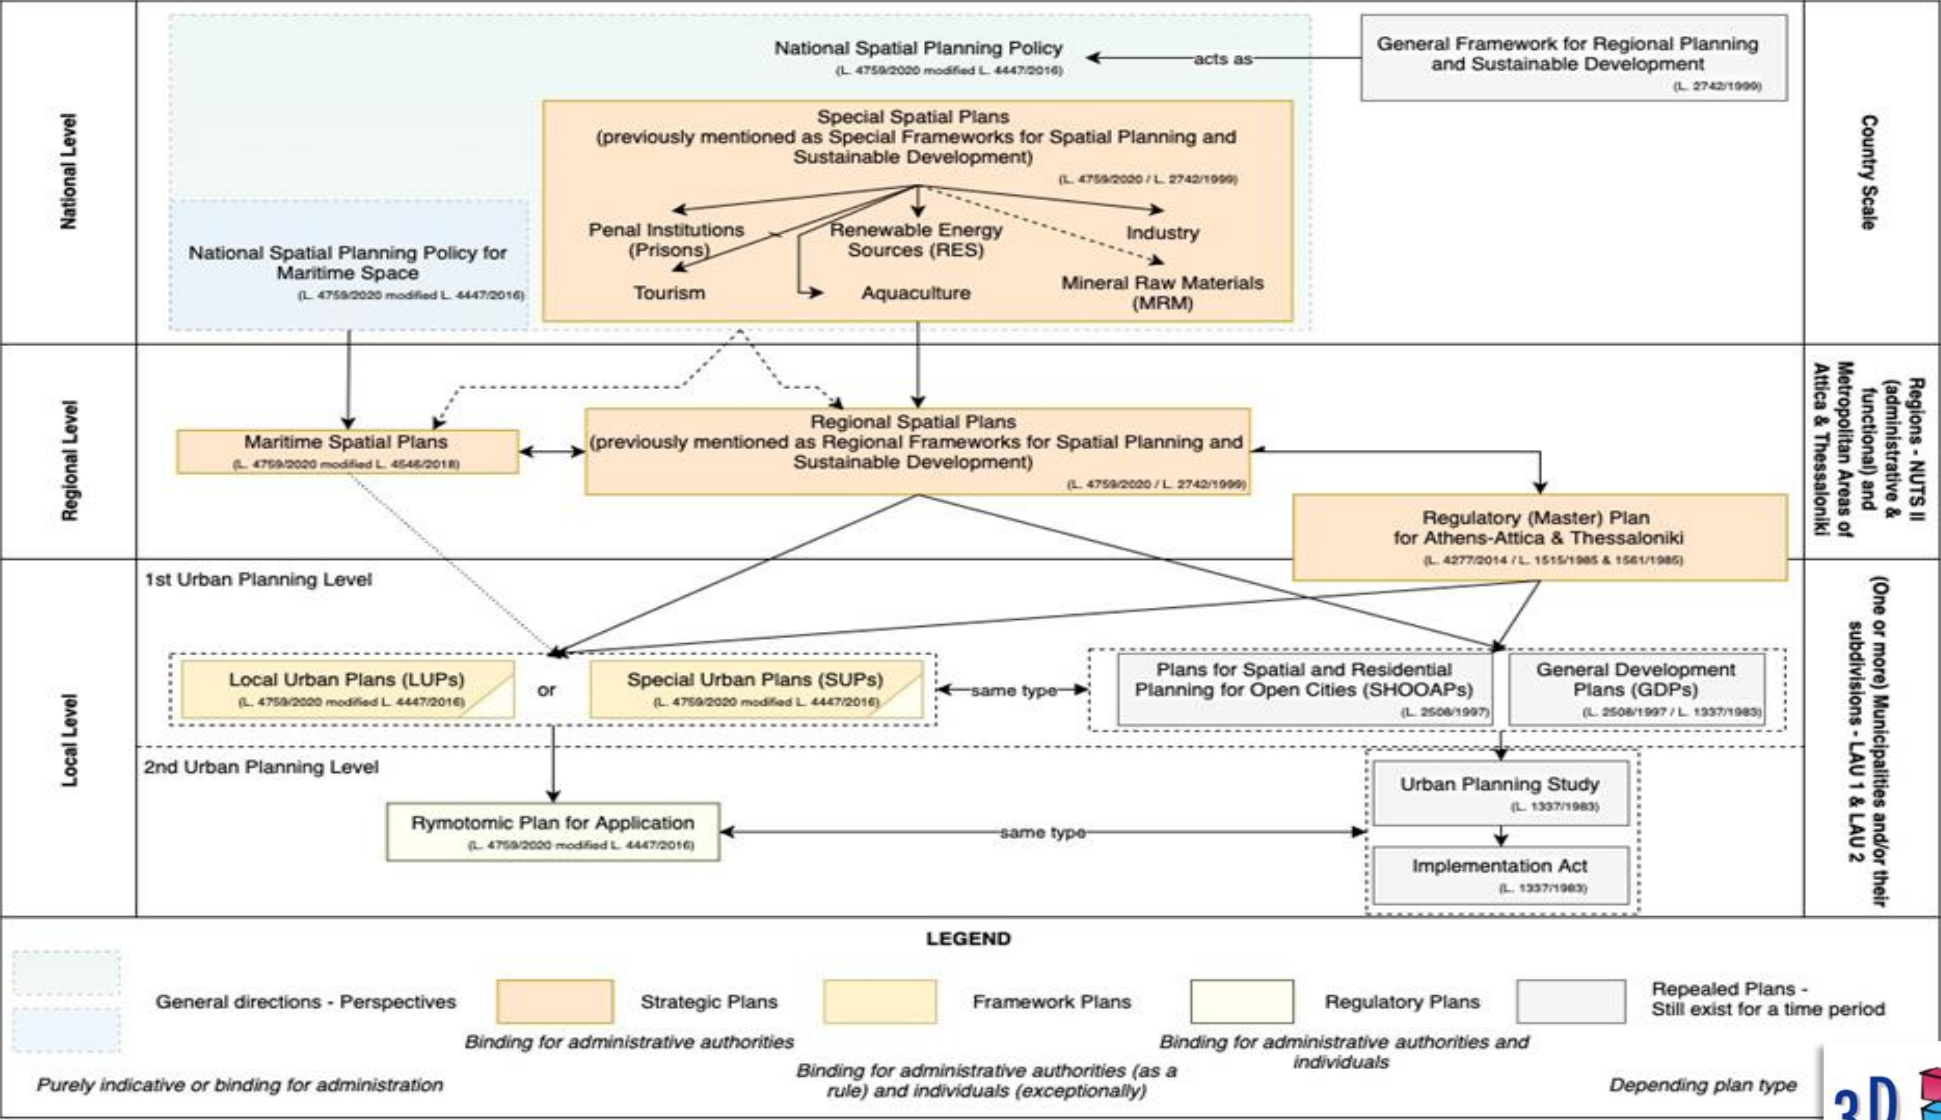 National Level
National Spatial Planning Policy
(L. 4759/2020 modified L. 4447/2016)
acts as
General Framework for Regional Planning
and Sustainable Development
(L. 2742/1999)
Country Scale
Special Spatial Plans
(previously mentioned as Special Frameworks for Spatial Planning and
Sustainable Development)
(L. 4759/2020 / L. 2742/1999)
Penal Institutions
(Prisons)
Renewable Energy
Sources (RES)
Industry
Tourism
Aquaculture
Mineral Raw Materials
(MRM)
National Spatial Planning Policy for
Maritime Space
(L. 4759/2020 modified L. 4447/2016)
Regional Level
Maritime Spatial Plans
(L. 4759/2020 modified L. 4546/2018)
Regional Spatial Plans
(previously mentioned as Regional Frameworks for Spatial Planning and
Sustainable Development)
(L. 4759/2020 / L. 2742/1999)
Regulatory (Master) Plan
for Athens-Attica & Thessaloniki
(L. 4277/2014 / L. 1515/1985 & 1561/1985)
Regions - NUTS II
(administrative &
functional) and
Metropolitan Areas of
Attica & Thessaloniki
Local Level
1st Urban Planning Level
Local Urban Plans (LUPs)
(L. 4759/2020 modified L. 4447/2016)
or
Special Urban Plans (SUPs)
(L. 4759/2020 modified L. 4447/2016)
same type
Plans for Spatial and Residential
Planning for Open Cities (SHOOAPs)
(L. 2508/1997)
General Development
Plans (GDPs)
(L. 2508/1997 / L. 1337/1983)
(One or more) Municipalities and/or their
subdivisions - LAU 1 & LAU 2
2nd Urban Planning Level
Rymotomic Plan for Application
(L. 4759/2020 modified L. 4447/2016)
same type
Urban Planning Study
(L. 1337/1983)
Implementation Act
(L. 1337/1983)
LEGEND
General directions - Perspectives
Purely indicative or binding for administration
Strategic Plans
Binding for administrative authorities
Framework Plans
Binding for administrative authorities (as a
rule) and individuals (exceptionally)
Regulatory Plans
Binding for administrative authorities and
individuals
Repealed Plans -
Still exist for a time period
Depending plan type
3D